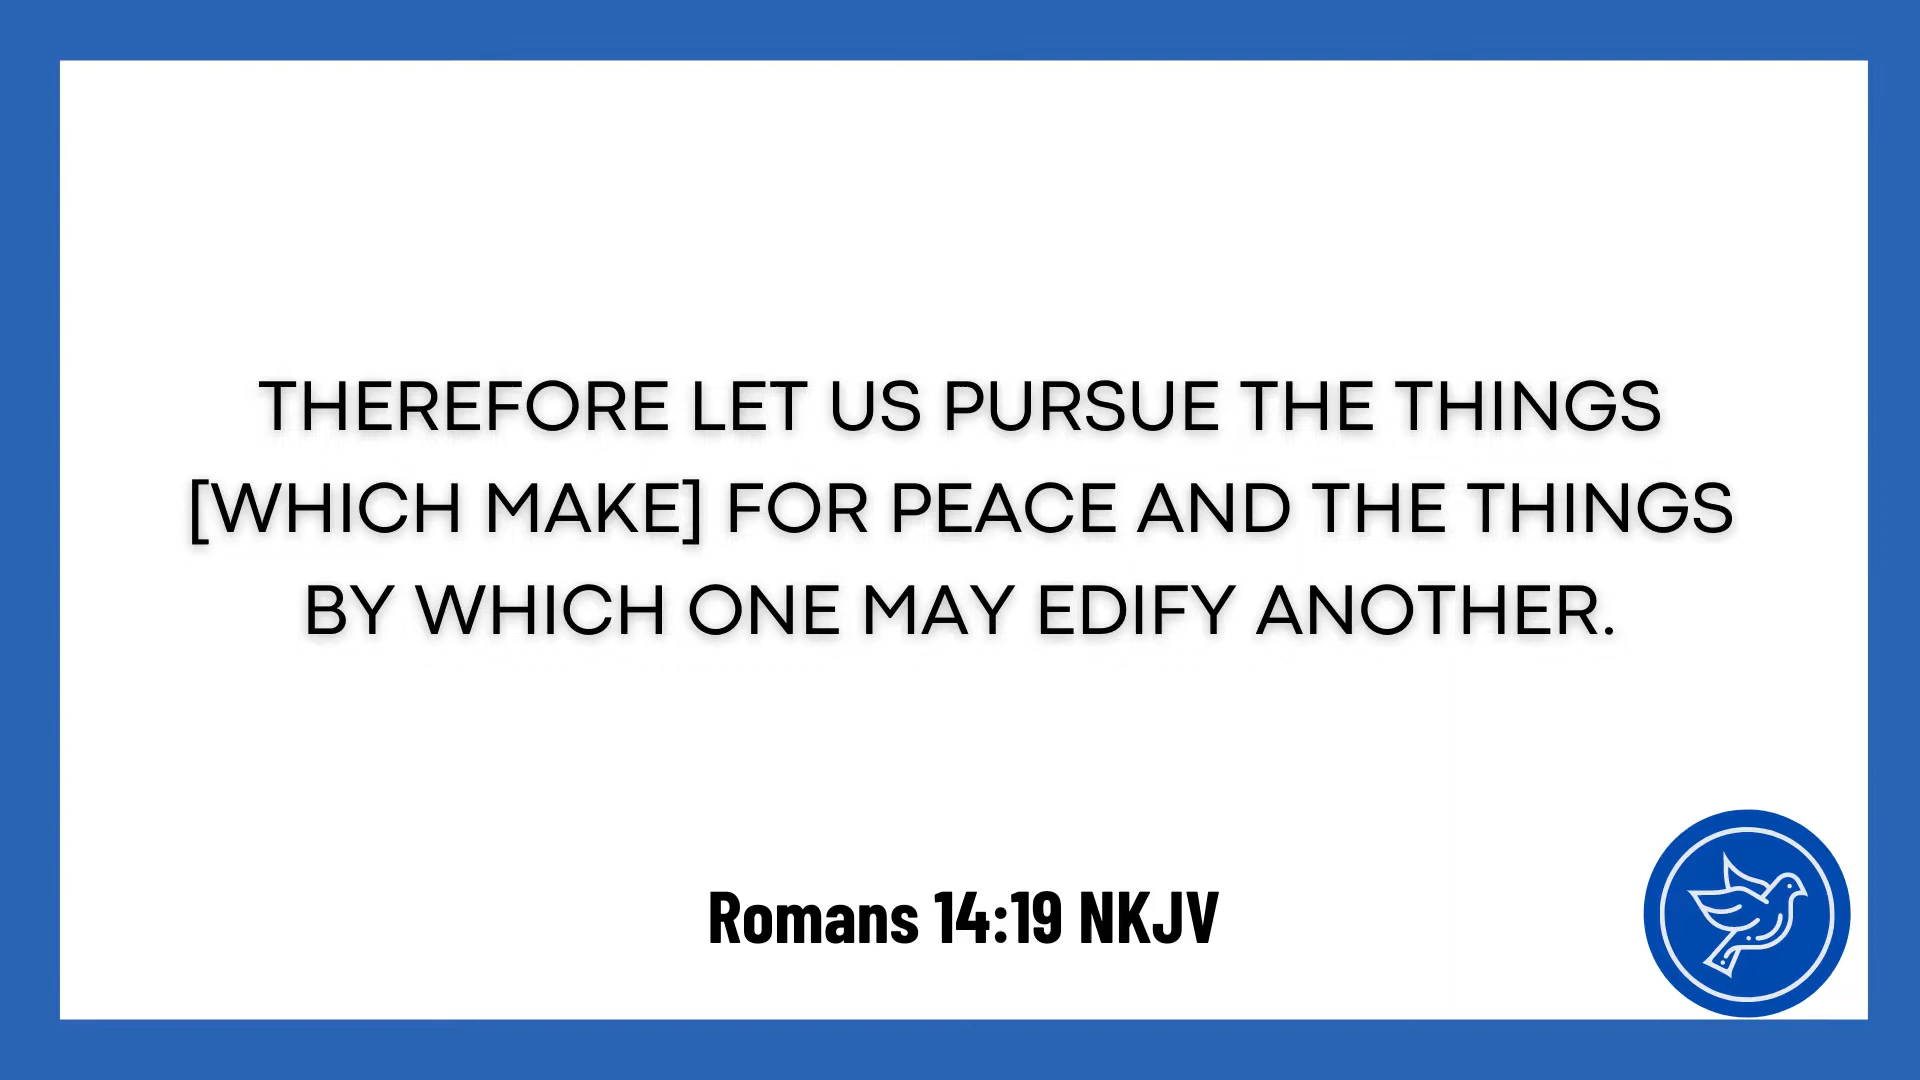 THEREFORE LET US PURSUE THE THINGS
[WHICH MAKE] FOR PEACE AND THE THINGS
BY WHICH ONE MAY EDIFY ANOTHER.
Romans 14:19 NKJV